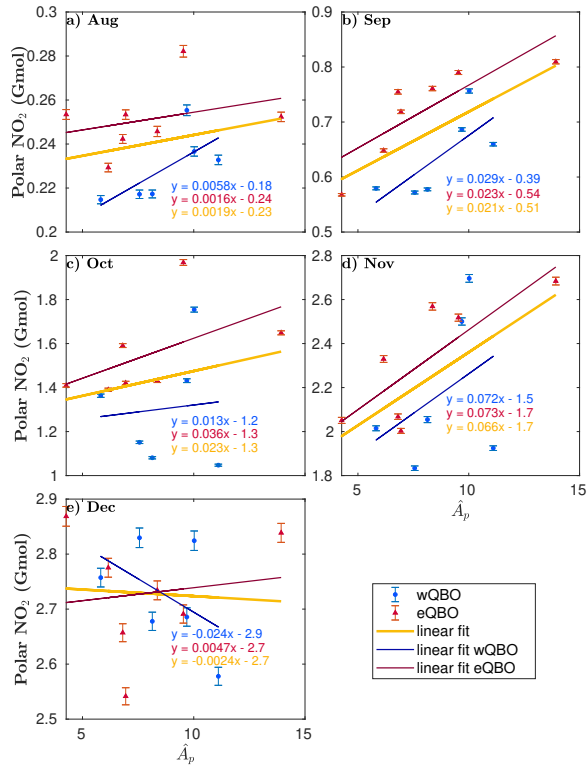 a) Aug
0.3
0.28
0.26
0.24
0.22
0.2
Polar NO2 (Gmol)
y = 0.0058x - 0.18
y = 0.0016x - 0.24
y = 0.0019x - 0.23
b) Sep
0.9
0.8
0.7
0.6
0.5
y = 0.029x - 0.39
y = 0.023x - 0.54
y = 0.021x - 0.51
c) Oct
2
1.8
1.6
1.4
1.2
1
Polar NO2 (Gmol)
y = 0.013x - 1.2
y = 0.036x - 1.3
y = 0.023x - 1.3
d) Nov
2.8
2.6
2.4
2.2
2
1.8
y = 0.072x - 1.5
y = 0.073x - 1.7
y = 0.066x - 1.7
5 10 15
Âp
e) Dec
2.9
2.8
2.7
2.6
2.5
Polar NO2 (Gmol)
y = -0.024x - 2.9
y = 0.0047x - 2.7
y = -0.0024x - 2.7
5 10 15
Âp
wQBO
eQBO
linear fit
linear fit wQBO
linear fit eQBO